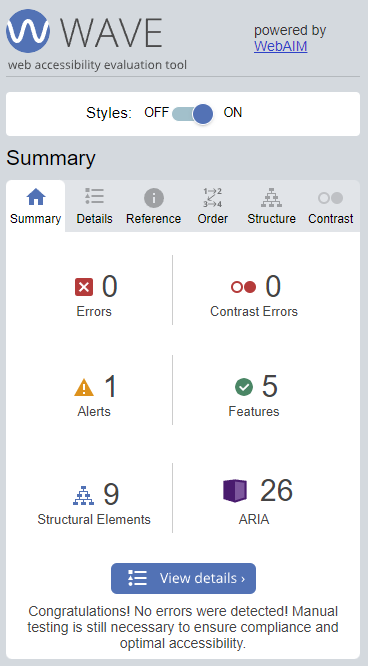 WAVE
web accessibility evaluation tool
powered by
WebAIM
Styles: OFF ON
Summary
Summary Details Reference Order Structure Contrast
0
Errors
0
Contrast Errors
1
Alerts
5
Features
9
Structural Elements
26
ARIA
View details ›
Congratulations! No errors were detected! Manual
testing is still necessary to ensure compliance and
optimal accessibility.